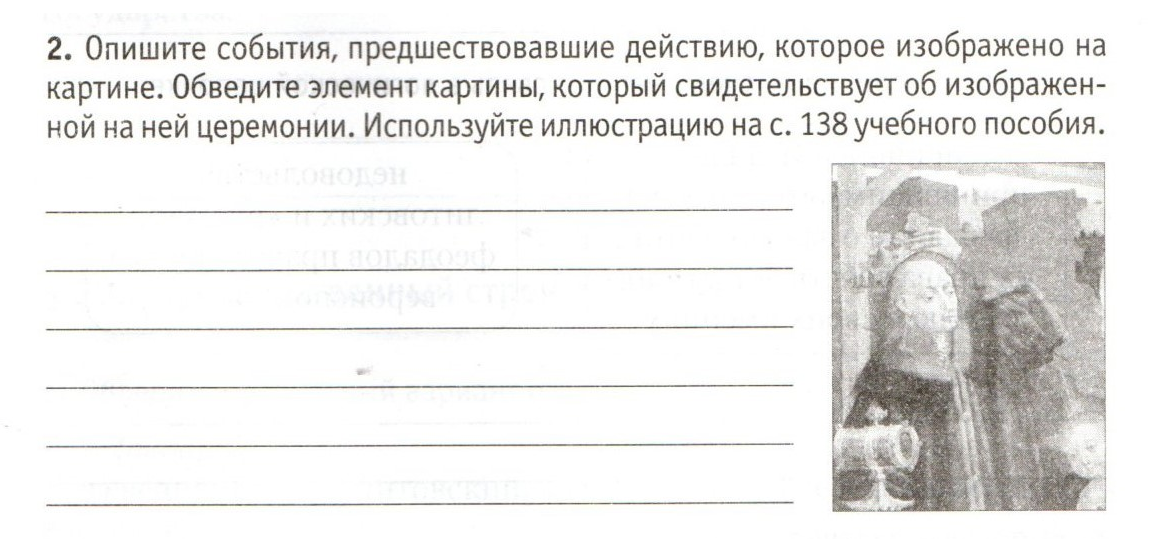 2. Опишите события, предшествовавшие действию, которое изображено на
картине. Обведите элемент картины, который свидетельствует об изображен-
ной на ней церемонии. Используйте иллюстрацию на с. 138 учебного пособия.